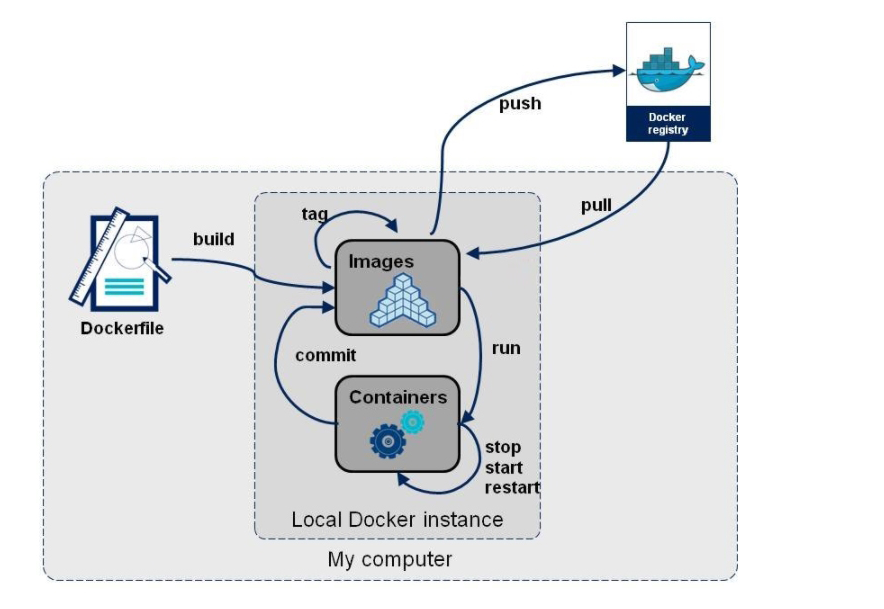 Docker
registry
push
pull
tag
build
Images
Dockerfile
commit
run
Containers
stop
start
restart
Local Docker instance
My computer